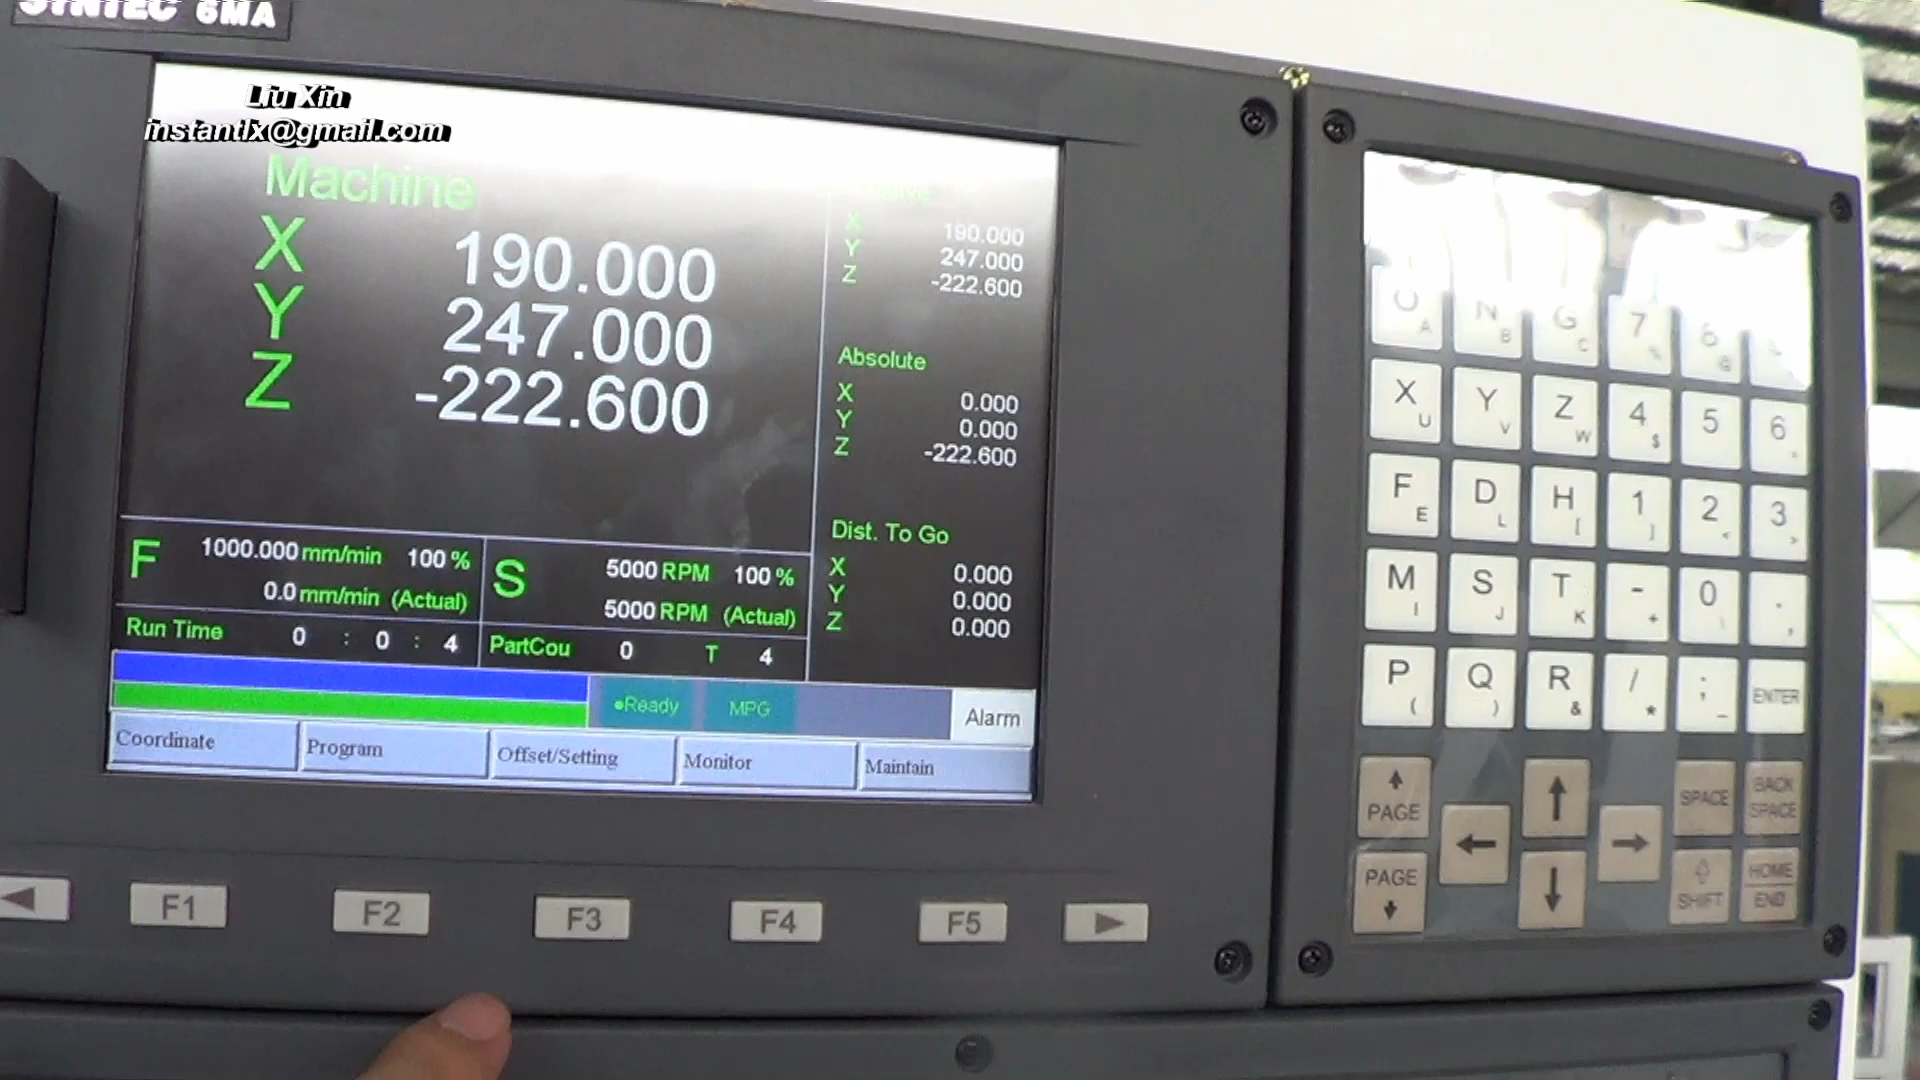 SYNTEC 6MA
Liu Xin
instantlx@gmail.com
Machine
X 190.000
Y 247.000
Z -222.600
X 190.000
Y 247.000
Z -222.600
Absolute
X 0.000
Y 0.000
Z -222.600
Dist. To Go
X 0.000
Y 0.000
Z 0.000
F 1000.000 mm/min 100 %
0.0 mm/min (Actual)
S 5000 RPM 100 %
5000 RPM (Actual)
Run Time 0 : 0 : 4
PartCou 0 T 4
Ready MPG Alarm
Coordinate Program Offset/Setting Monitor Maintain
F1 F2 F3 F4 F5
O A N B G C 7 % 8 @
X U Y V Z W 4 $ 5 6 =
F E D L H [ 1 ] 2 < 3 >
M I S J T K - + 0 \ . ,
P ( Q ) R & / * ; _ ENTER
PAGE SPACE BACK SPACE
PAGE SHIFT HOME END